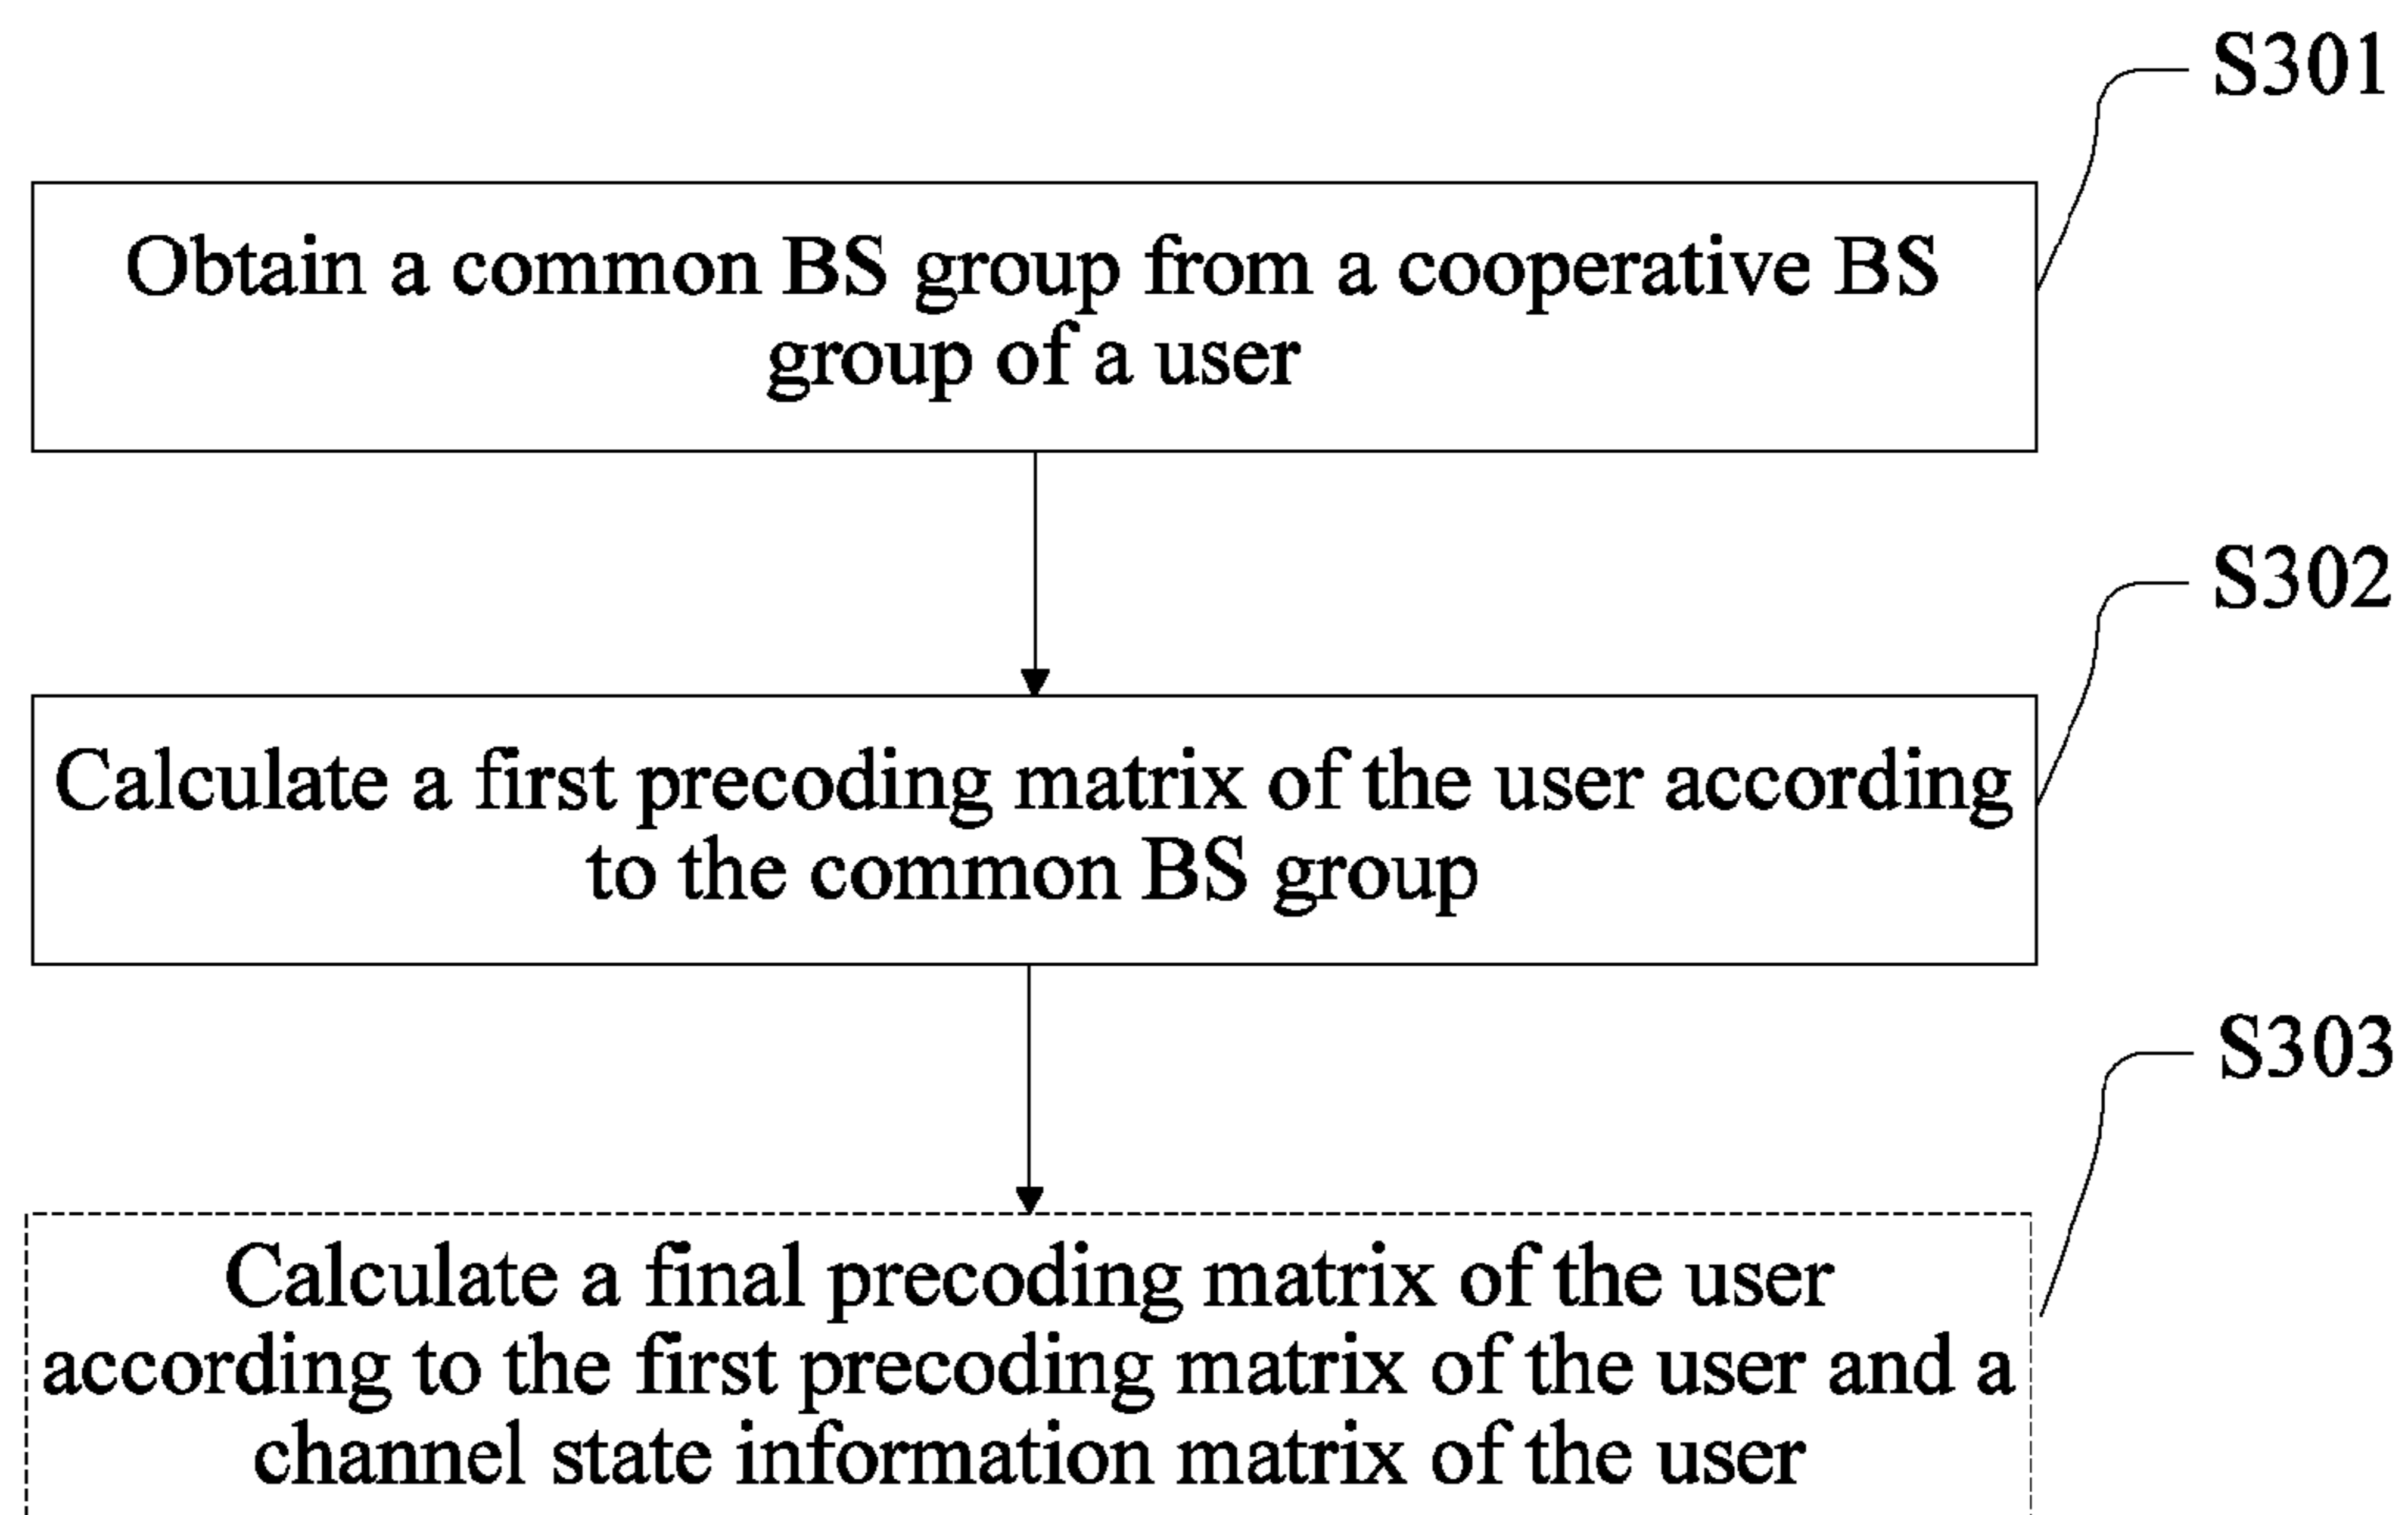 S301
Obtain a common BS group from a cooperative BS
group of a user
S302
Calculate a first precoding matrix of the user according
to the common BS group
S303
Calculate a final precoding matrix of the user
according to the first precoding matrix of the user and a
channel state information matrix of the user